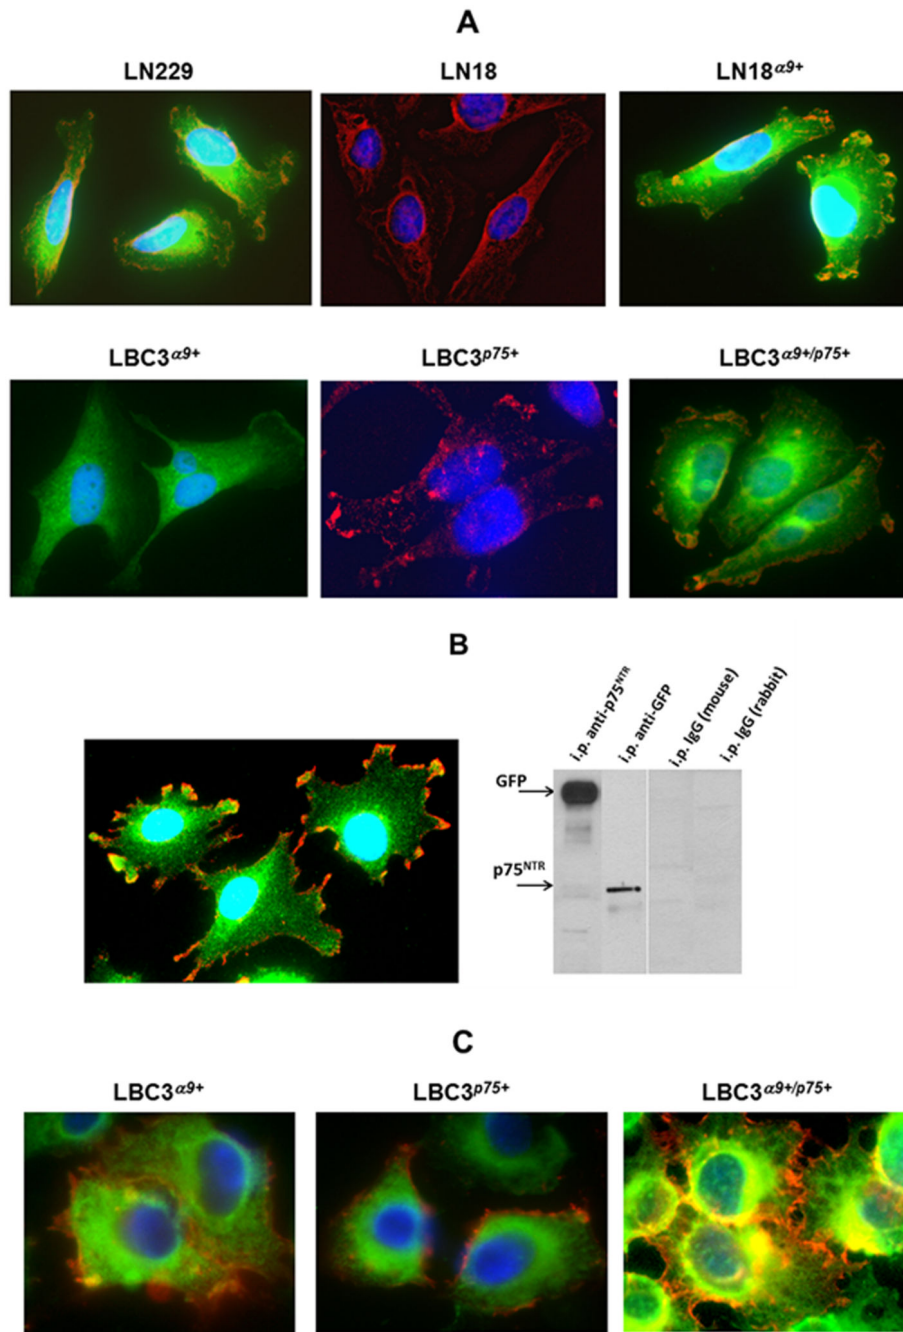 A
LN229 LN18 LN18α9+
LBC3α9+ LBC3p75+ LBC3α9+/p75+
B
i.p. anti-p75NTR
i.p. anti-GFP
i.p. IgG (mouse)
i.p. IgG (rabbit)
GFP
p75NTR
C
LBC3α9+ LBC3p75+ LBC3α9+/p75+